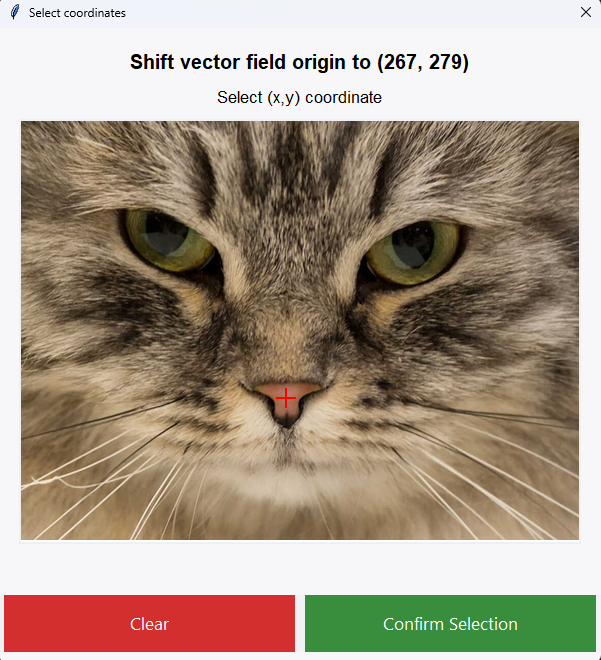 Select coordinates
Shift vector field origin to (267, 279)
Select (x,y) coordinate
Clear
Confirm Selection